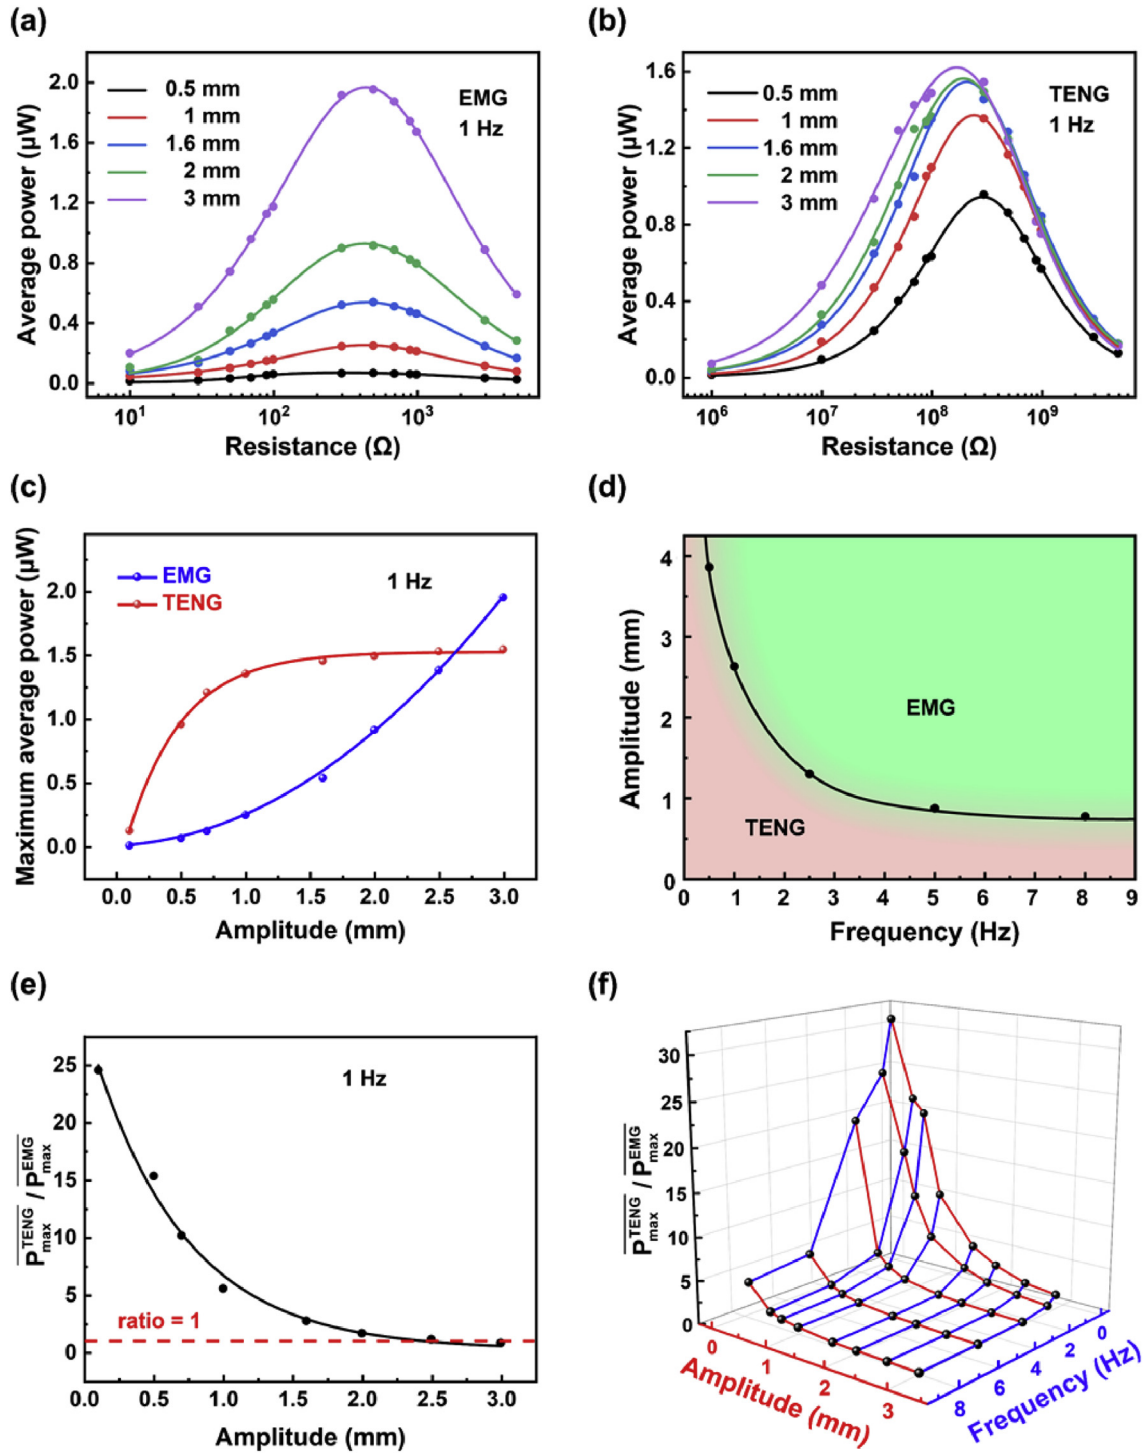 (a)
Average power (µW)
2.0
1.6
1.2
0.8
0.4
0.0
0.5 mm
1 mm
1.6 mm
2 mm
3 mm
EMG
1 Hz
10¹ 10² 10³
Resistance (Ω)
(b)
Average power (µW)
1.6
1.2
0.8
0.4
0.0
0.5 mm
1 mm
1.6 mm
2 mm
3 mm
TENG
1 Hz
10⁶ 10⁷ 10⁸ 10⁹
Resistance (Ω)
(c)
Maximum average power (µW)
2.0
1.5
1.0
0.5
0.0
EMG
TENG
1 Hz
0.0 0.5 1.0 1.5 2.0 2.5 3.0
Amplitude (mm)
(d)
Amplitude (mm)
4
3
2
1
0
EMG
TENG
0 1 2 3 4 5 6 7 8 9
Frequency (Hz)
(e)
P_max^TENG / P_max^EMG
25
20
15
10
5
0
1 Hz
ratio = 1
0.0 0.5 1.0 1.5 2.0 2.5 3.0
Amplitude (mm)
(f)
P_max^TENG / P_max^EMG
30
25
20
15
10
5
0
0 1 2 3
Amplitude (mm)
8 6 4 2 0
Frequency (Hz)